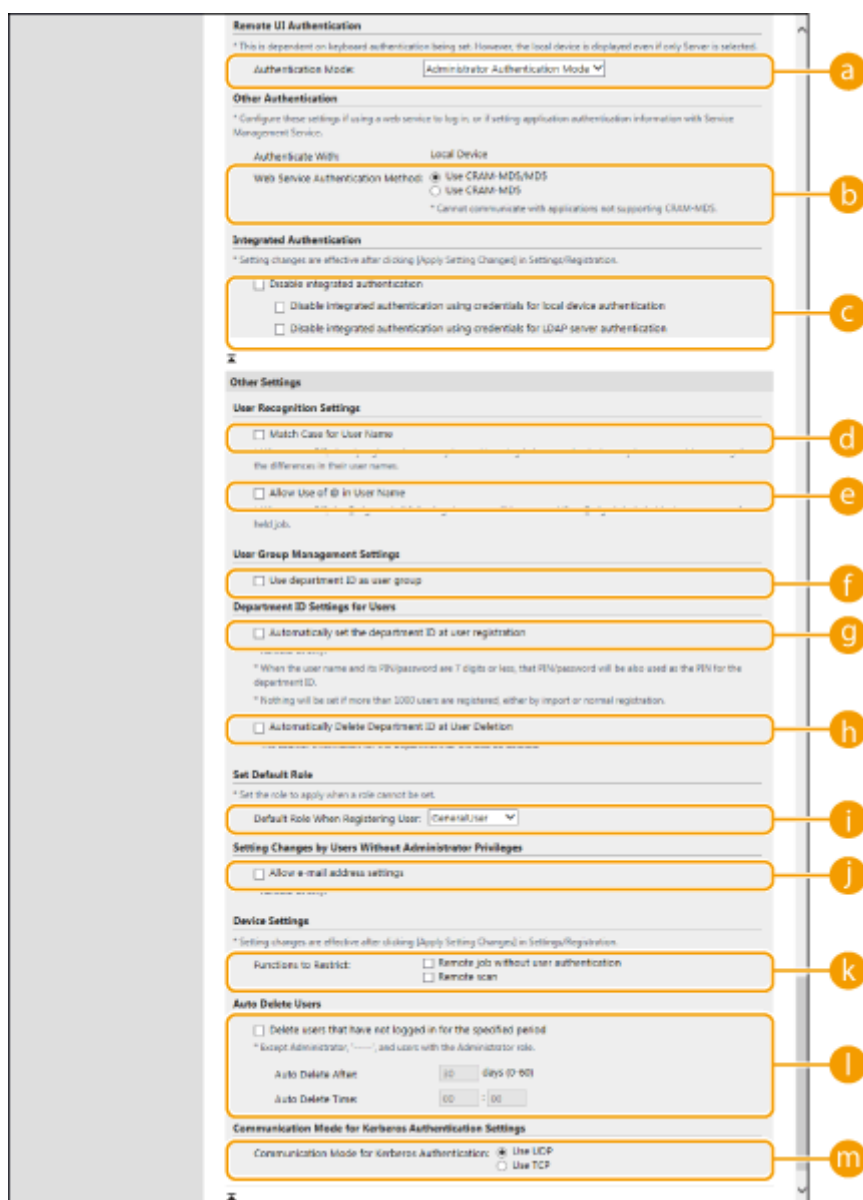 Remote UI Authentication
* This is dependent on keyboard authentication being set. However, the local device is displayed even if only Server is selected.
Authentication Mode: Administrator Authentication Mode
a
Other Authentication
* Configure these settings if using a web service to log in, or if setting application authentication information with Service
Management Service.
Authenticate With: Local Device
Web Service Authentication Method: Use CRAM-MD5/MD5
Use CRAM-MD5
* Cannot communicate with applications not supporting CRAM-MD5.
b
Integrated Authentication
* Setting changes are effective after clicking [Apply Setting Changes] in Settings/Registration.
Disable integrated authentication
Disable integrated authentication using credentials for local device authentication
Disable integrated authentication using credentials for LDAP server authentication
c
Other Settings
User Recognition Settings
Match Case for User Name
d
the differences in their user names.
Allow Use of @ in User Name
e
held job.
User Group Management Settings
Use department ID as user group
f
Department ID Settings for Users
Automatically set the department ID at user registration
g
* When the user name and its PIN/password are 7 digits or less, that PIN/password will be also used as the PIN for the
department ID.
* Nothing will be set if more than 1000 users are registered, either by import or normal registration.
Automatically Delete Department ID at User Deletion
h
Set Default Role
* Set the role to apply when a role cannot be set.
Default Role When Registering User: GeneralUser
i
Setting Changes by Users Without Administrator Privileges
Allow e-mail address settings
j
Device Settings
* Setting changes are effective after clicking [Apply Setting Changes] in Settings/Registration.
Functions to Restrict: Remote job without user authentication
Remote scan
k
Auto Delete Users
Delete users that have not logged in for the specified period
* Except Administrator, '-----', and users with the Administrator role.
Auto Delete After: days (0-60)
Auto Delete Time: 00 : 00
l
Communication Mode for Kerberos Authentication Settings
Communication Mode for Kerberos Authentication: Use UDP
Use TCP
m